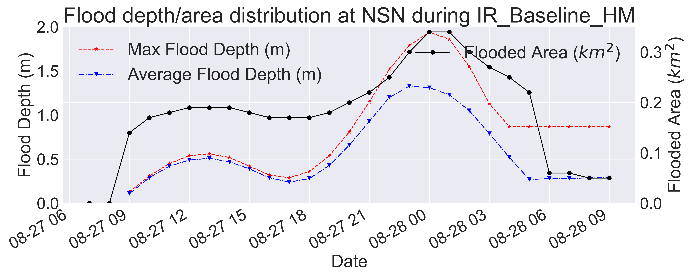 Flood depth/area distribution at NSN during IR_Baseline_HM
Max Flood Depth (m)
Average Flood Depth (m)
Flooded Area (km²)
Flood Depth (m)
2.0
1.5
1.0
0.5
0.0
Flooded Area (km²)
0.3
0.2
0.1
0.0
08-27 06
08-27 09
08-27 12
08-27 15
08-27 18
08-27 21
08-28 00
08-28 03
08-28 06
08-28 09
Date